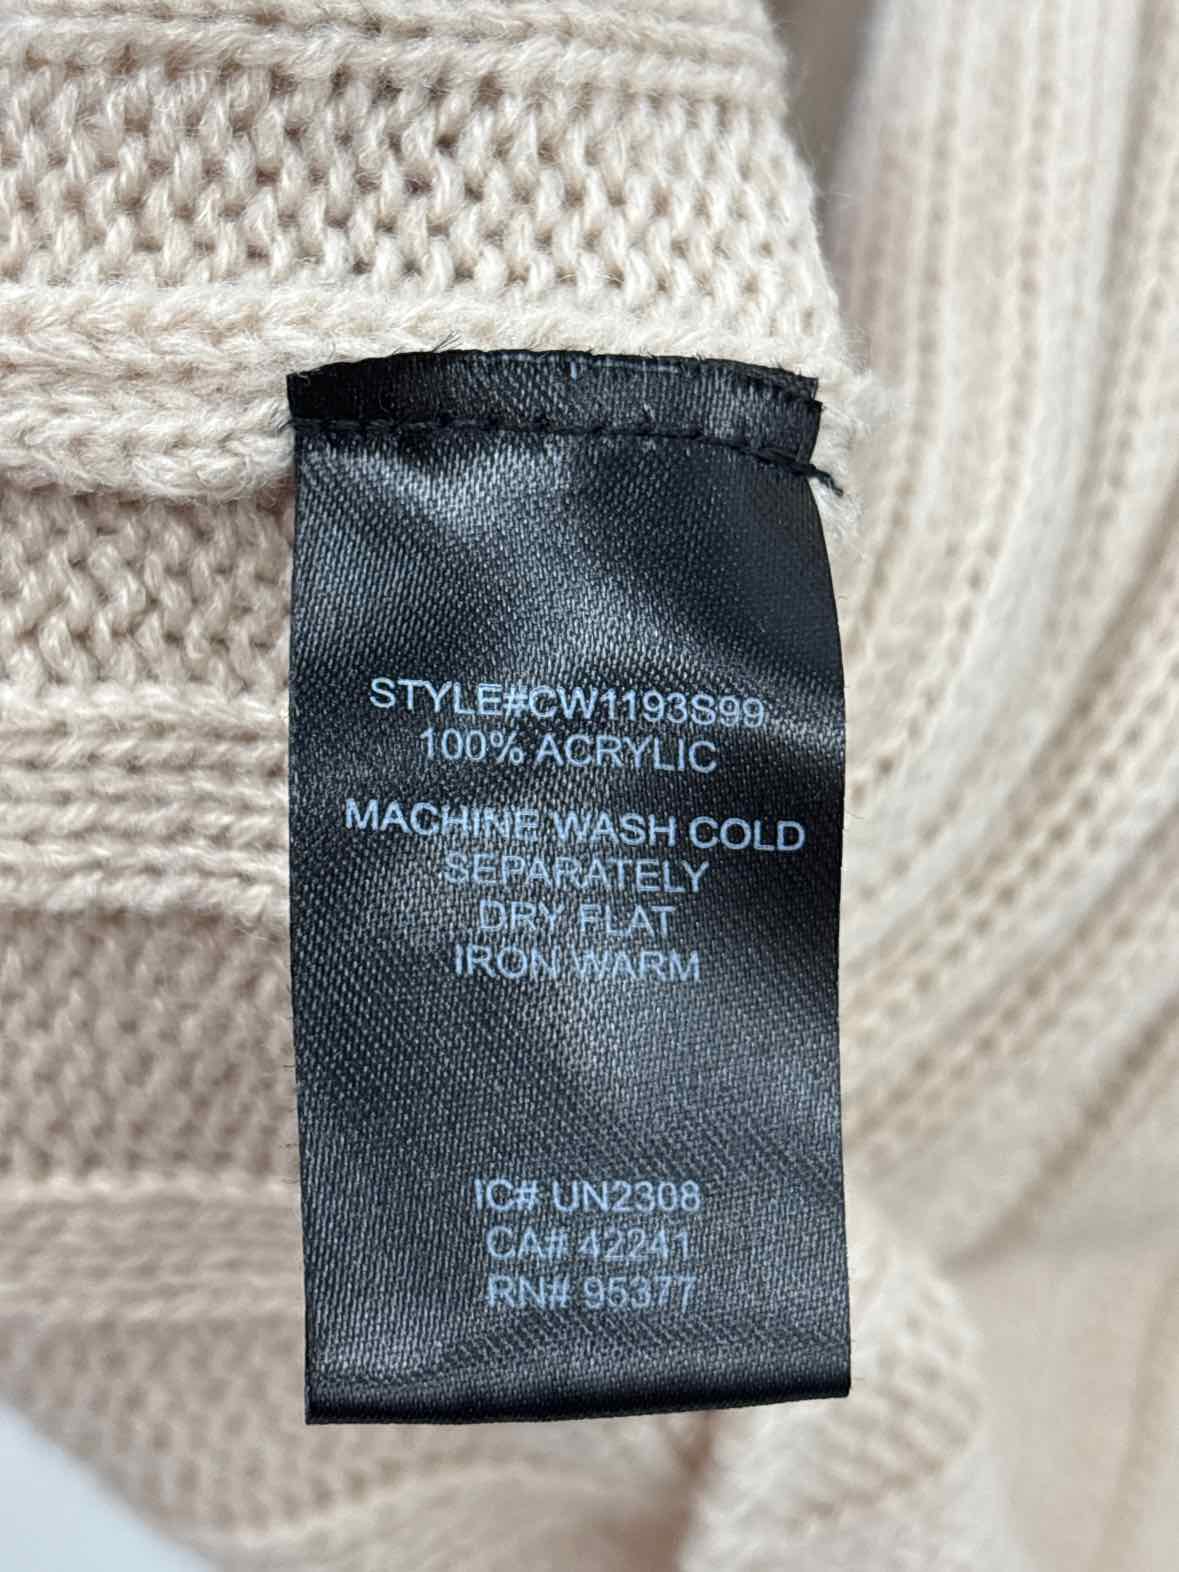 STYLE#CW1193S99
100% ACRYLIC
MACHINE WASH COLD
SEPARATELY
DRY FLAT
IRON WARM
IC# UN2308
CA# 42241
RN# 95377